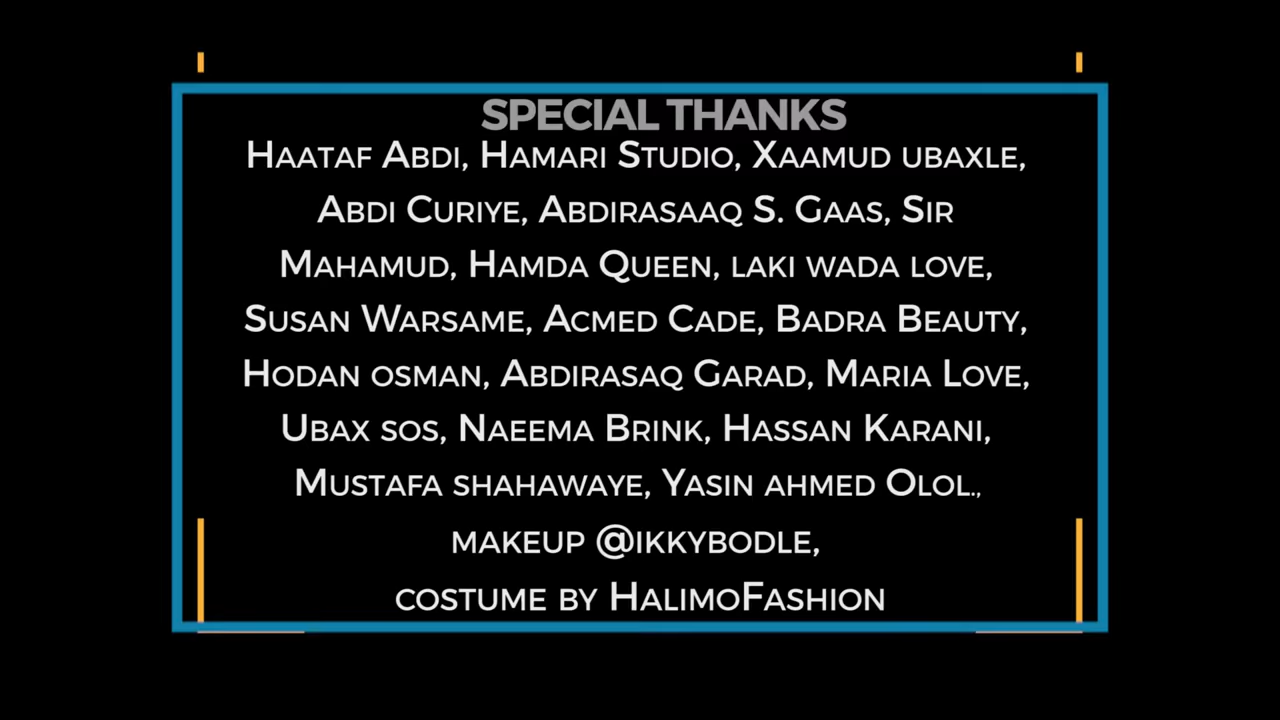 SPECIAL THANKS
Haataf Abdi, Hamari Studio, Xaamud ubaxle,
Abdi Curiye, Abdirasaaq S. Gaas, Sir
Mahamud, Hamda Queen, laki wada love,
Susan Warsame, Acmed Cade, Badra Beauty,
Hodan osman, Abdirasaq Garad, Maria Love,
Ubax sos, Naeema Brink, Hassan Karani,
Mustafa shahawaye, Yasin ahmed Olol.,
makeup @ikkybodle,
costume by HalimoFashion